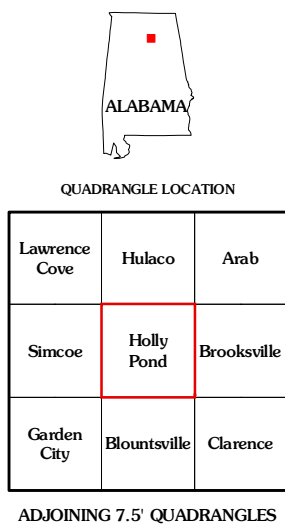 ALABAMA
QUADRANGLE LOCATION
Lawrence
Cove
Hulaco
Arab
Simcoe
Holly
Pond
Brooksville
Garden
City
Blountsville
Clarence
ADJOINING 7.5' QUADRANGLES